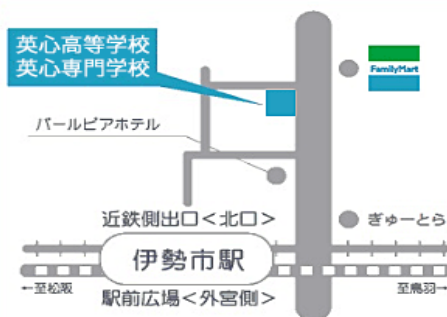 英心高等学校
英心専門学校
FamilyMart
パールピアホテル
近鉄側出口<北口>
ぎゅーとら
伊勢市駅
←至松阪
至鳥羽→
駅前広場<外宮側>